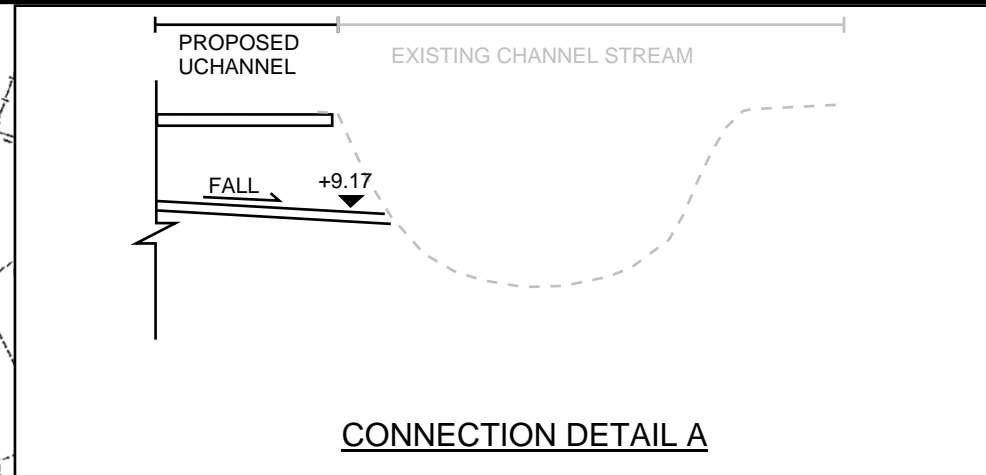 PROPOSED
UCHANNEL
EXISTING CHANNEL STREAM
FALL
+9.17
CONNECTION DETAIL A